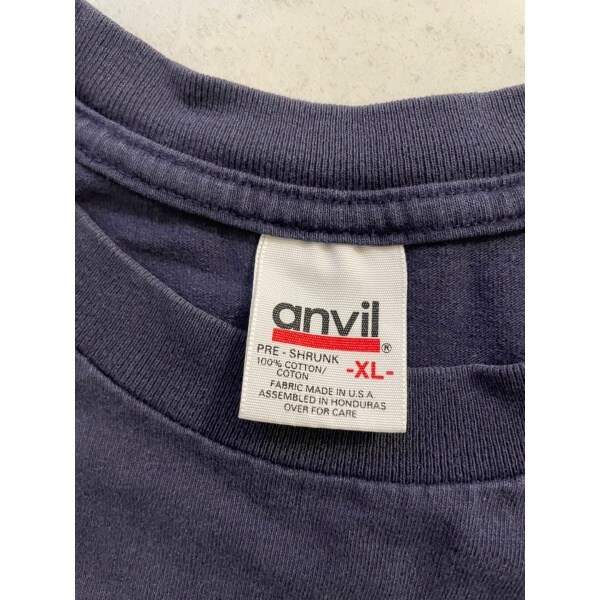 anvil®
PRE - SHRUNK
100% COTTON/
COTON
-XL-
FABRIC MADE IN U.S.A
ASSEMBLED IN HONDURAS
OVER FOR CARE